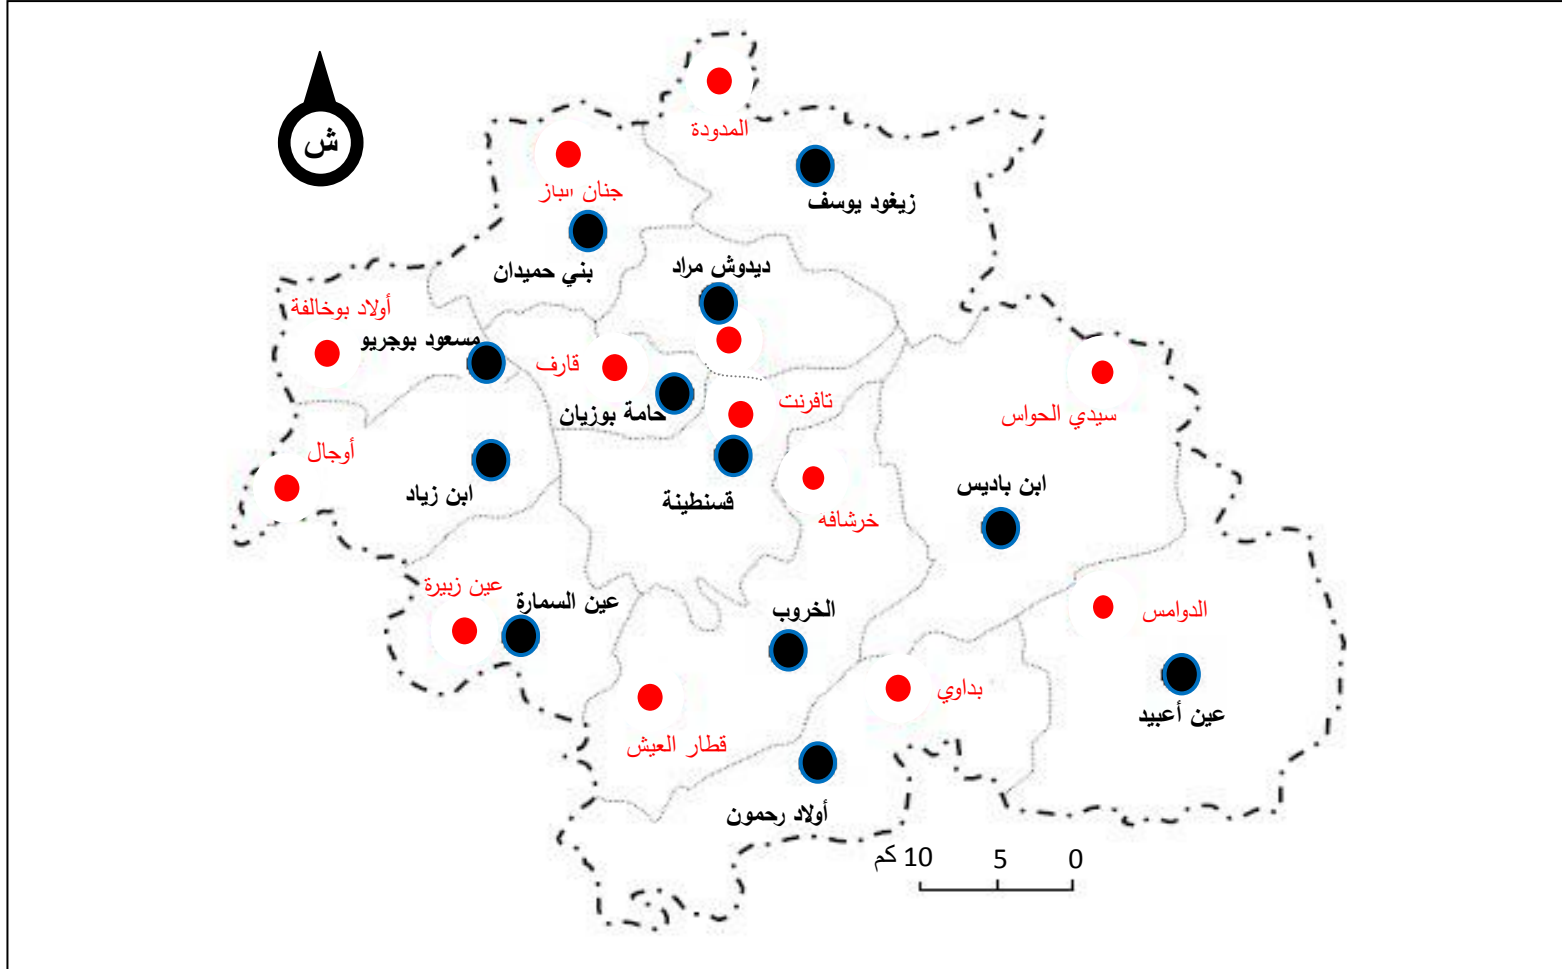 ش
المدودة
جنان الباز
زيغود يوسف
بني حميدان
ديدوش مراد
أولاد بوخالفة
مسعود بوجريو
قارف
تافرنت
حامة بوزيان
سيدي الحواس
أوجال
ابن زياد
قسنطينة
ابن باديس
خرشافه
عين زبيرة
عين السمارة
الخروب
الدوامس
بداوي
عين أعبيد
قطار العيش
أولاد رحمون
10 كم 5 0